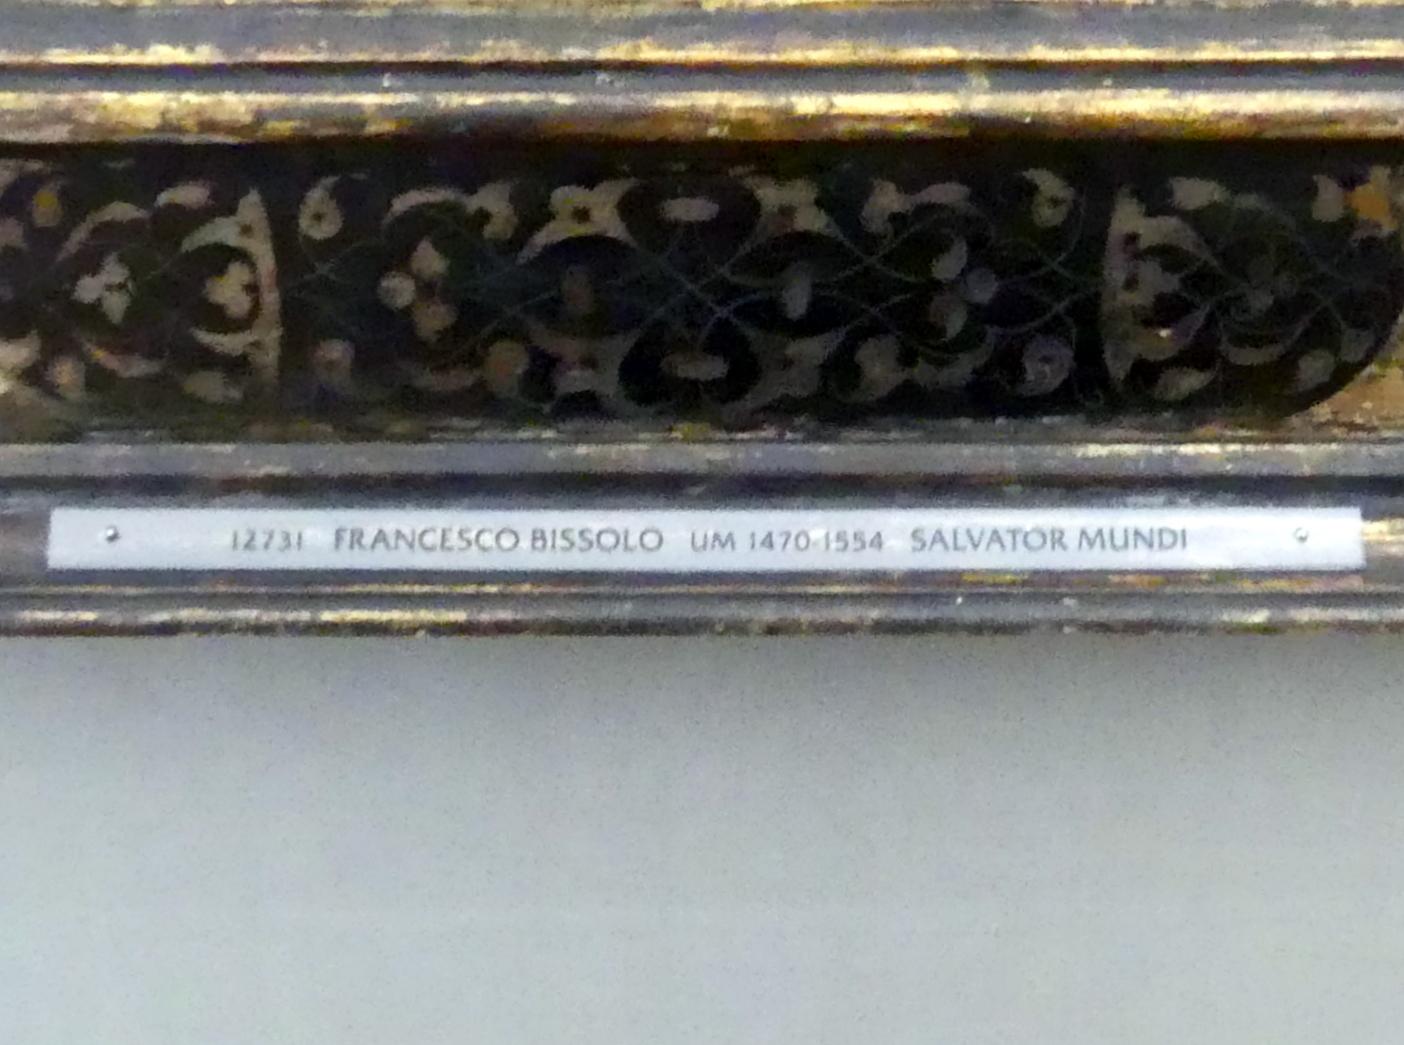 12731 FRANCESCO BISSOLO UM 1470-1554 SALVATOR MUNDI